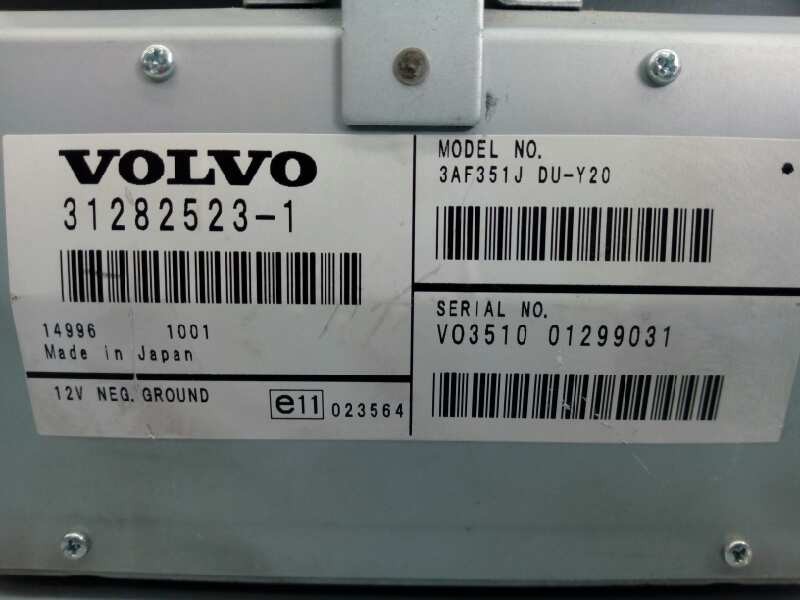 VOLVO
31282523-1
14996 1001
Made in Japan
12V NEG. GROUND
e11 023564
MODEL NO.
3AF351J DU-Y20
SERIAL NO.
VO3510 01299031